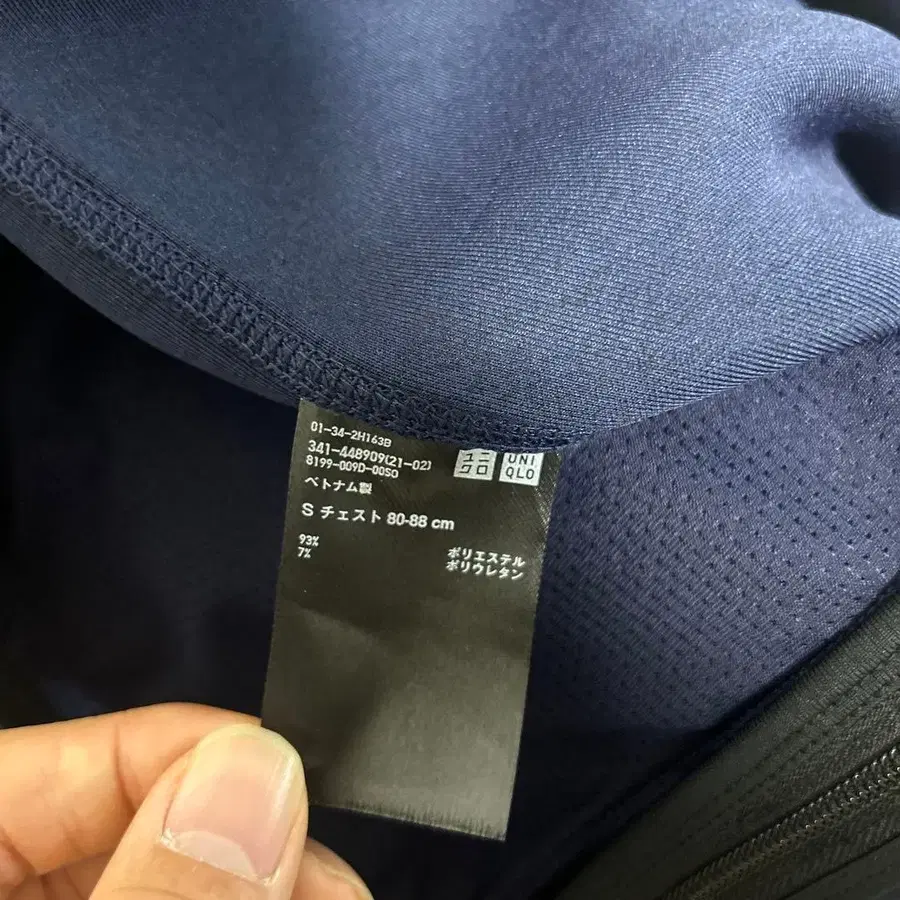 01-34-2H163B
341-448909(21-02)
8199-009D-00S0
ユニ
クロ
UNI
QLO
ベトナム製
S チェスト 80-88 cm
93% ポリエステル
7% ポリウレタン